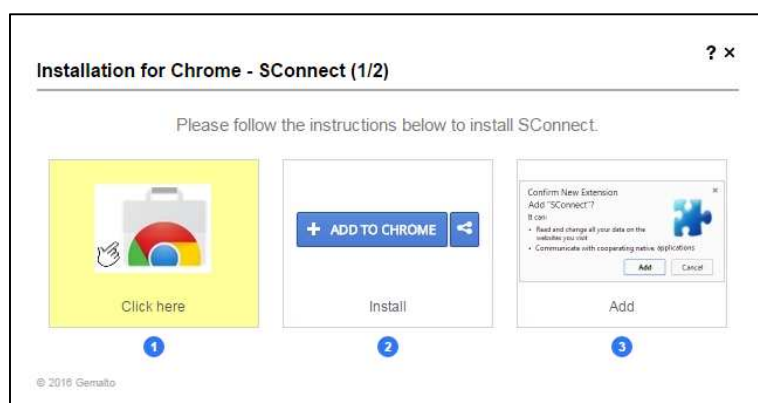 ? ×
Installation for Chrome - SConnect (1/2)
Please follow the instructions below to install SConnect.
Click here
1
+ ADD TO CHROME
Install
2
Confirm New Extension
×
Add "SConnect"?
It can:
• Read and change all your data on the
websites you visit
• Communicate with cooperating native applications
Add Cancel
Add
3
© 2016 Gemalto